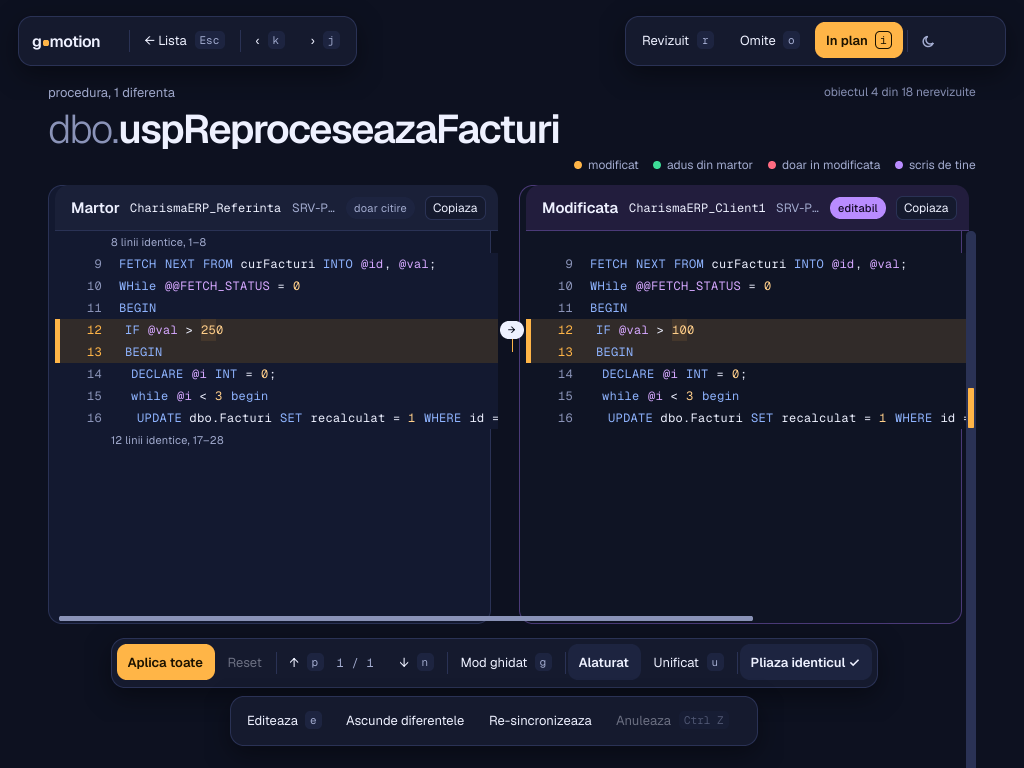 g motion ← Lista Esc ‹ k › j Revizuit r Omite o In plan i
procedura, 1 diferenta obiectul 4 din 18 nerevizuite
dbo.uspReproceseazaFacturi
modificat adus din martor doar in modificata scris de tine
Martor CharismaERP_Referinta SRV-P… doar citire Copiaza
8 linii identice, 1–8
9 FETCH NEXT FROM curFacturi INTO @id, @val;
10 WHile @@FETCH_STATUS = 0
11 BEGIN
12 IF @val > 250
13 BEGIN
14 DECLARE @i INT = 0;
15 while @i < 3 begin
16 UPDATE dbo.Facturi SET recalculat = 1 WHERE id =
12 linii identice, 17–28
→
Modificata CharismaERP_Client1 SRV-P… editabil Copiaza
9 FETCH NEXT FROM curFacturi INTO @id, @val;
10 WHile @@FETCH_STATUS = 0
11 BEGIN
12 IF @val > 100
13 BEGIN
14 DECLARE @i INT = 0;
15 while @i < 3 begin
16 UPDATE dbo.Facturi SET recalculat = 1 WHERE id =
Aplica toate Reset ↑ p 1 / 1 ↓ n Mod ghidat g Alaturat Unificat u Pliaza identicul ✓
Editeaza e Ascunde diferentele Re-sincronizeaza Anuleaza Ctrl Z